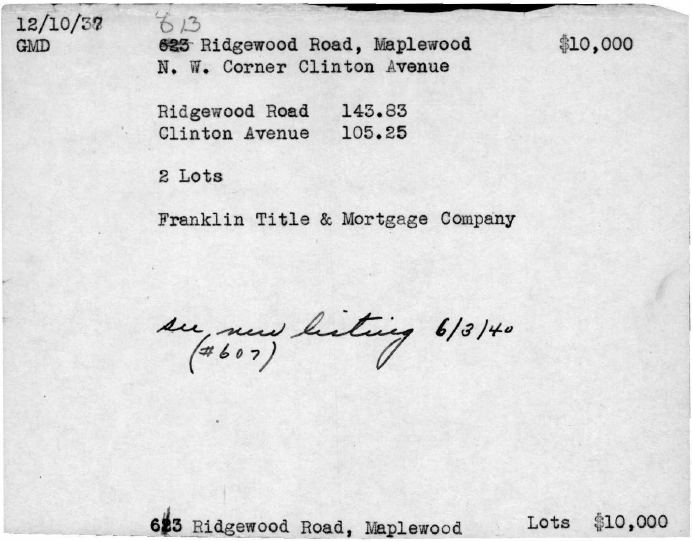 12/10/37
613
GMD 623 Ridgewood Road, Maplewood $10,000
N. W. Corner Clinton Avenue
Ridgewood Road 143.83
Clinton Avenue 105.25
2 Lots
Franklin Title & Mortgage Company
see new listing 6/3/40
(#607)
613 Ridgewood Road, Maplewood Lots $10,000